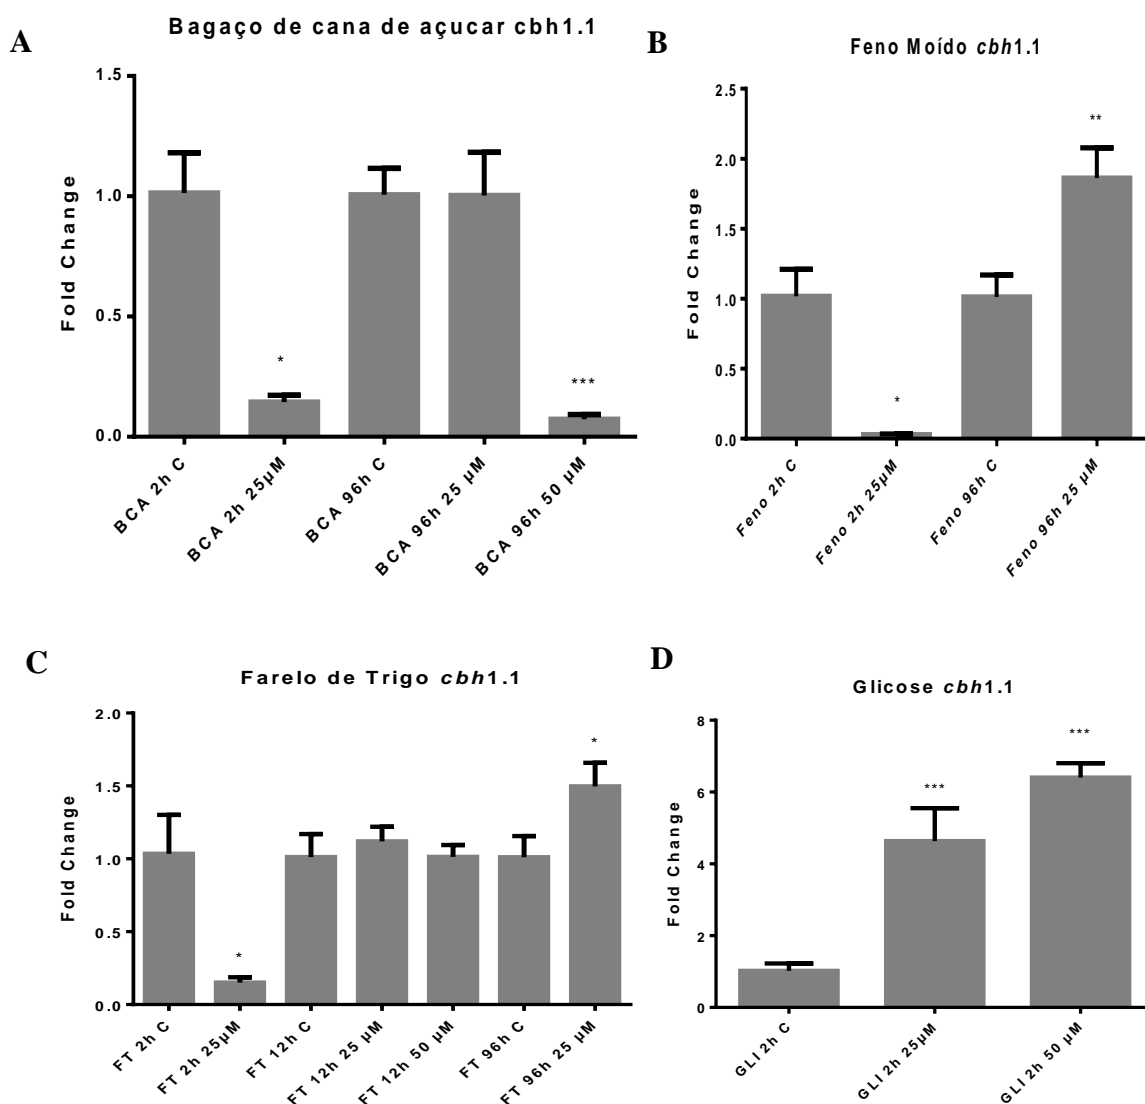 A
Bagaço de cana de açucar cbh1.1
Fold Change
1.5
1.0
0.5
0.0
*
***
BCA 2h C
BCA 2h 25µM
BCA 96h C
BCA 96h 25 µM
BCA 96h 50 µM
B
Feno Moído cbh1.1
Fold Change
2.5
2.0
1.5
1.0
0.5
0.0
*
**
Feno 2h C
Feno 2h 25µM
Feno 96h C
Feno 96h 25 µM
C
Farelo de Trigo cbh1.1
Fold Change
2.0
1.5
1.0
0.5
0.0
*
*
FT 2h C
FT 2h 25µM
FT 12h C
FT 12h 25 µM
FT 12h 50 µM
FT 96h C
FT 96h 25 µM
D
Glicose cbh1.1
Fold Change
8
6
4
2
0
***
***
GLI 2h C
GLI 2h 25µM
GLI 2h 50 µM